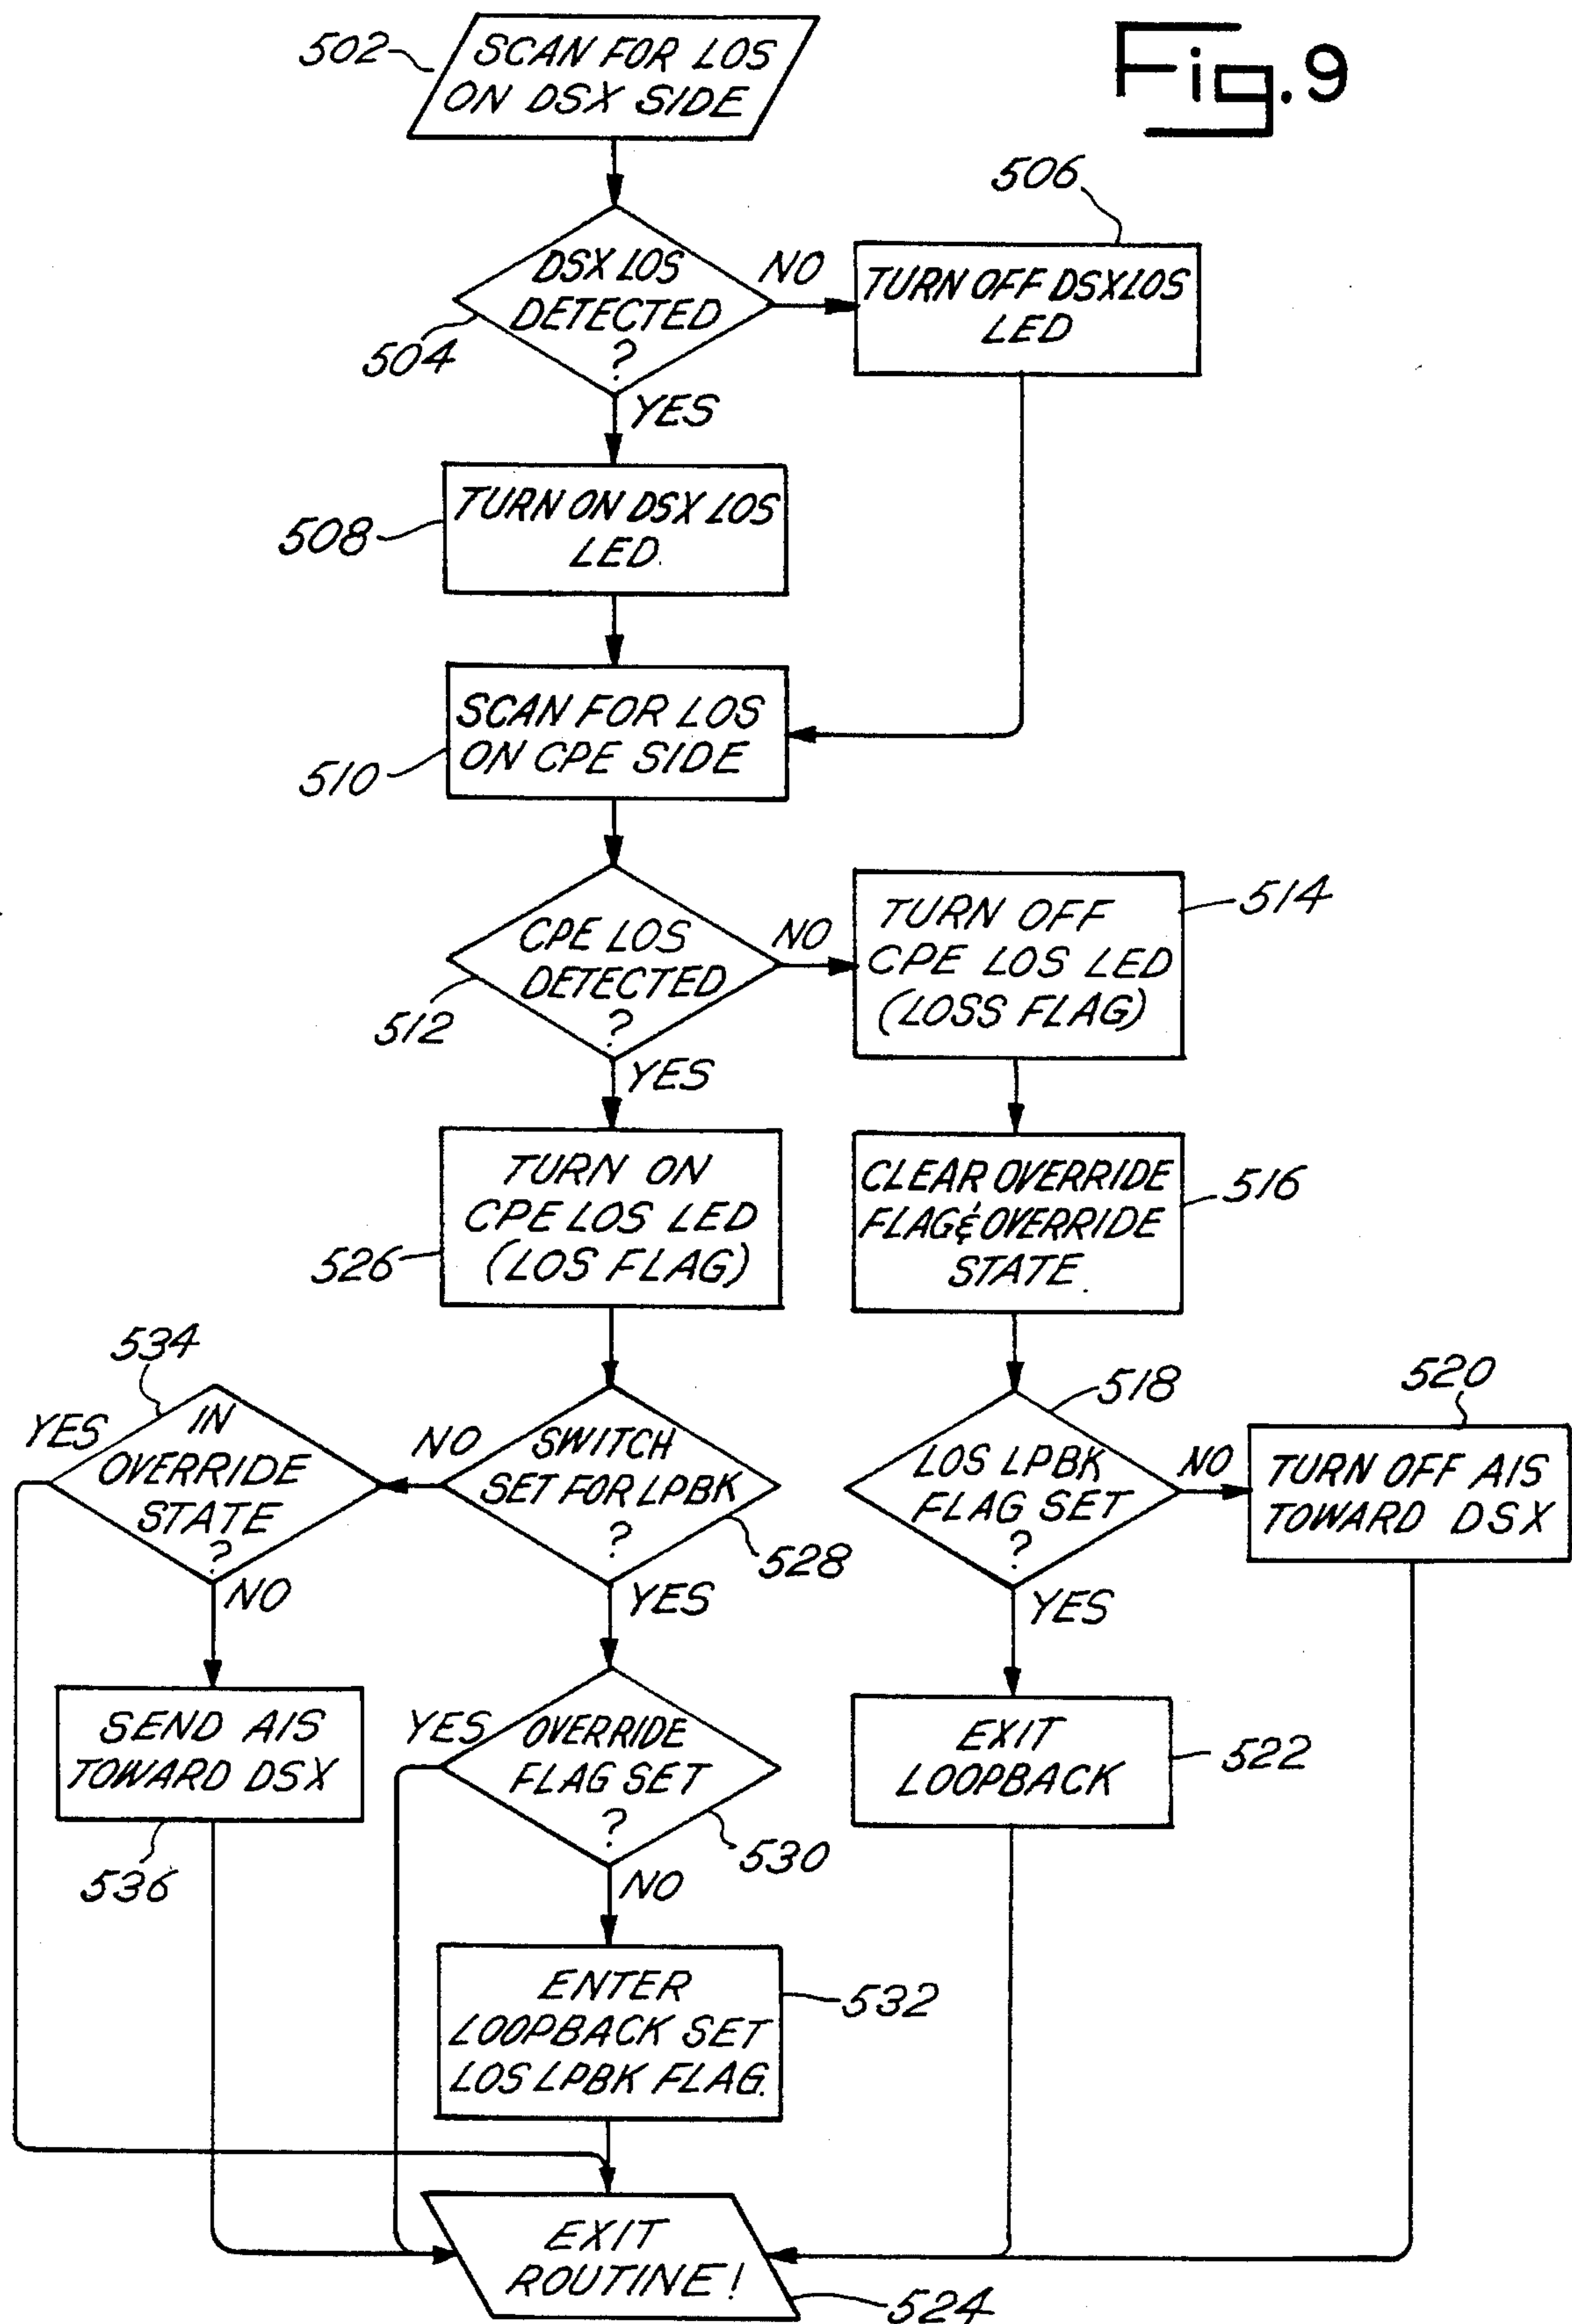 Fig. 9
502
SCAN FOR LOS
ON DSX SIDE
506
DSX LOS
DETECTED
?
504
NO
YES
TURN OFF DSX LOS
LED
508
TURN ON DSX LOS
LED.
510
SCAN FOR LOS
ON CPE SIDE
CPE LOS
DETECTED
?
512
NO
YES
TURN OFF
CPE LOS LED
(LOSS FLAG)
514
TURN ON
CPE LOS LED
(LOS FLAG)
526
CLEAR OVERRIDE
FLAG & OVERRIDE
STATE
516
534
YES
IN
OVERRIDE
STATE
?
NO
NO
SWITCH
SET FOR LPBK
?
528
YES
518
LOS LPBK
FLAG SET
?
NO
YES
520
TURN OFF AIS
TOWARD DSX
SEND AIS
TOWARD DSX
536
YES
OVERRIDE
FLAG SET
?
530
NO
EXIT
LOOPBACK
522
ENTER
LOOPBACK SET
LOS LPBK FLAG.
532
EXIT
ROUTINE!
524